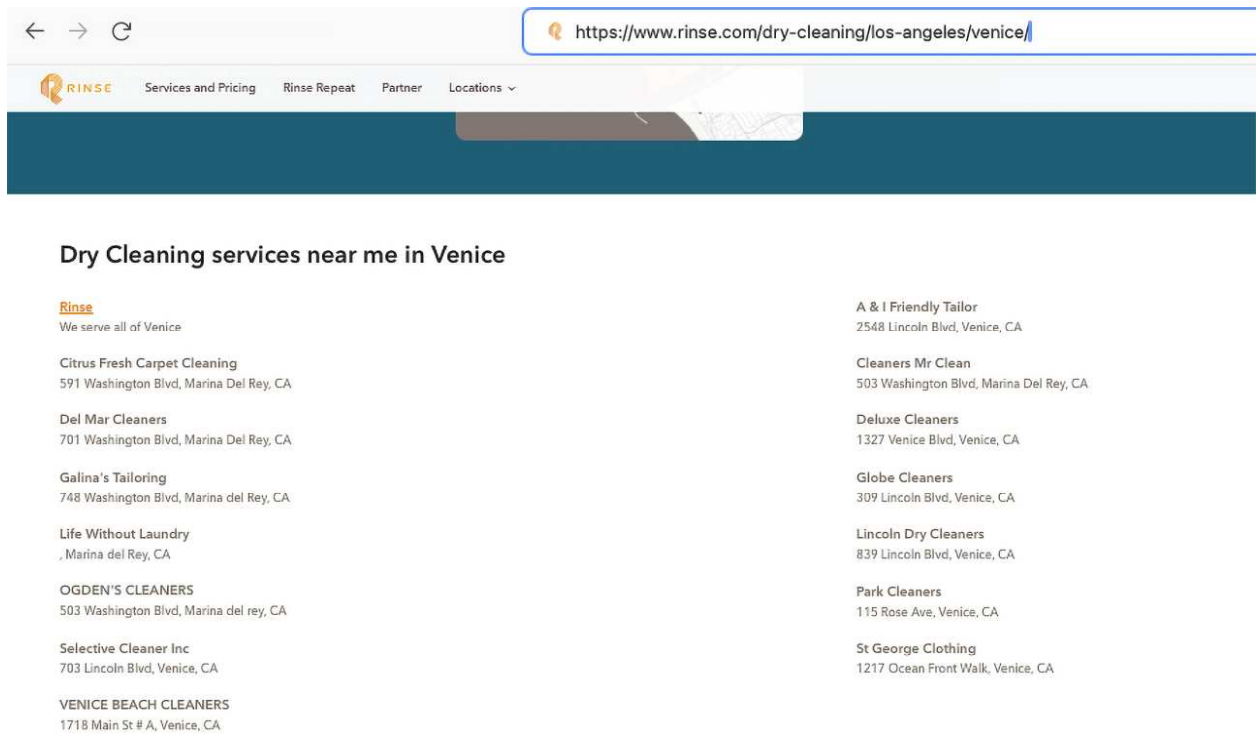 https://www.rinse.com/dry-cleaning/los-angeles/venice/
RINSE Services and Pricing Rinse Repeat Partner Locations
Dry Cleaning services near me in Venice
Rinse
We serve all of Venice
Citrus Fresh Carpet Cleaning
591 Washington Blvd, Marina Del Rey, CA
Del Mar Cleaners
701 Washington Blvd, Marina Del Rey, CA
Galina's Tailoring
748 Washington Blvd, Marina del Rey, CA
Life Without Laundry
, Marina del Rey, CA
OGDEN'S CLEANERS
503 Washington Blvd, Marina del rey, CA
Selective Cleaner Inc
703 Lincoln Blvd, Venice, CA
VENICE BEACH CLEANERS
1718 Main St # A, Venice, CA
A & I Friendly Tailor
2548 Lincoln Blvd, Venice, CA
Cleaners Mr Clean
503 Washington Blvd, Marina Del Rey, CA
Deluxe Cleaners
1327 Venice Blvd, Venice, CA
Globe Cleaners
309 Lincoln Blvd, Venice, CA
Lincoln Dry Cleaners
839 Lincoln Blvd, Venice, CA
Park Cleaners
115 Rose Ave, Venice, CA
St George Clothing
1217 Ocean Front Walk, Venice, CA